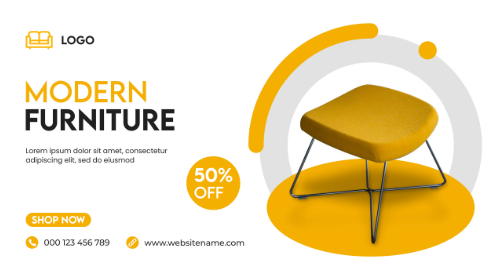 LOGO
MODERN
FURNITURE
Lorem ipsum dolor sit amet, consectetur
adipiscing elit, sed do eiusmod
50%
OFF
SHOP NOW
000 123 456 789
www.websitename.com